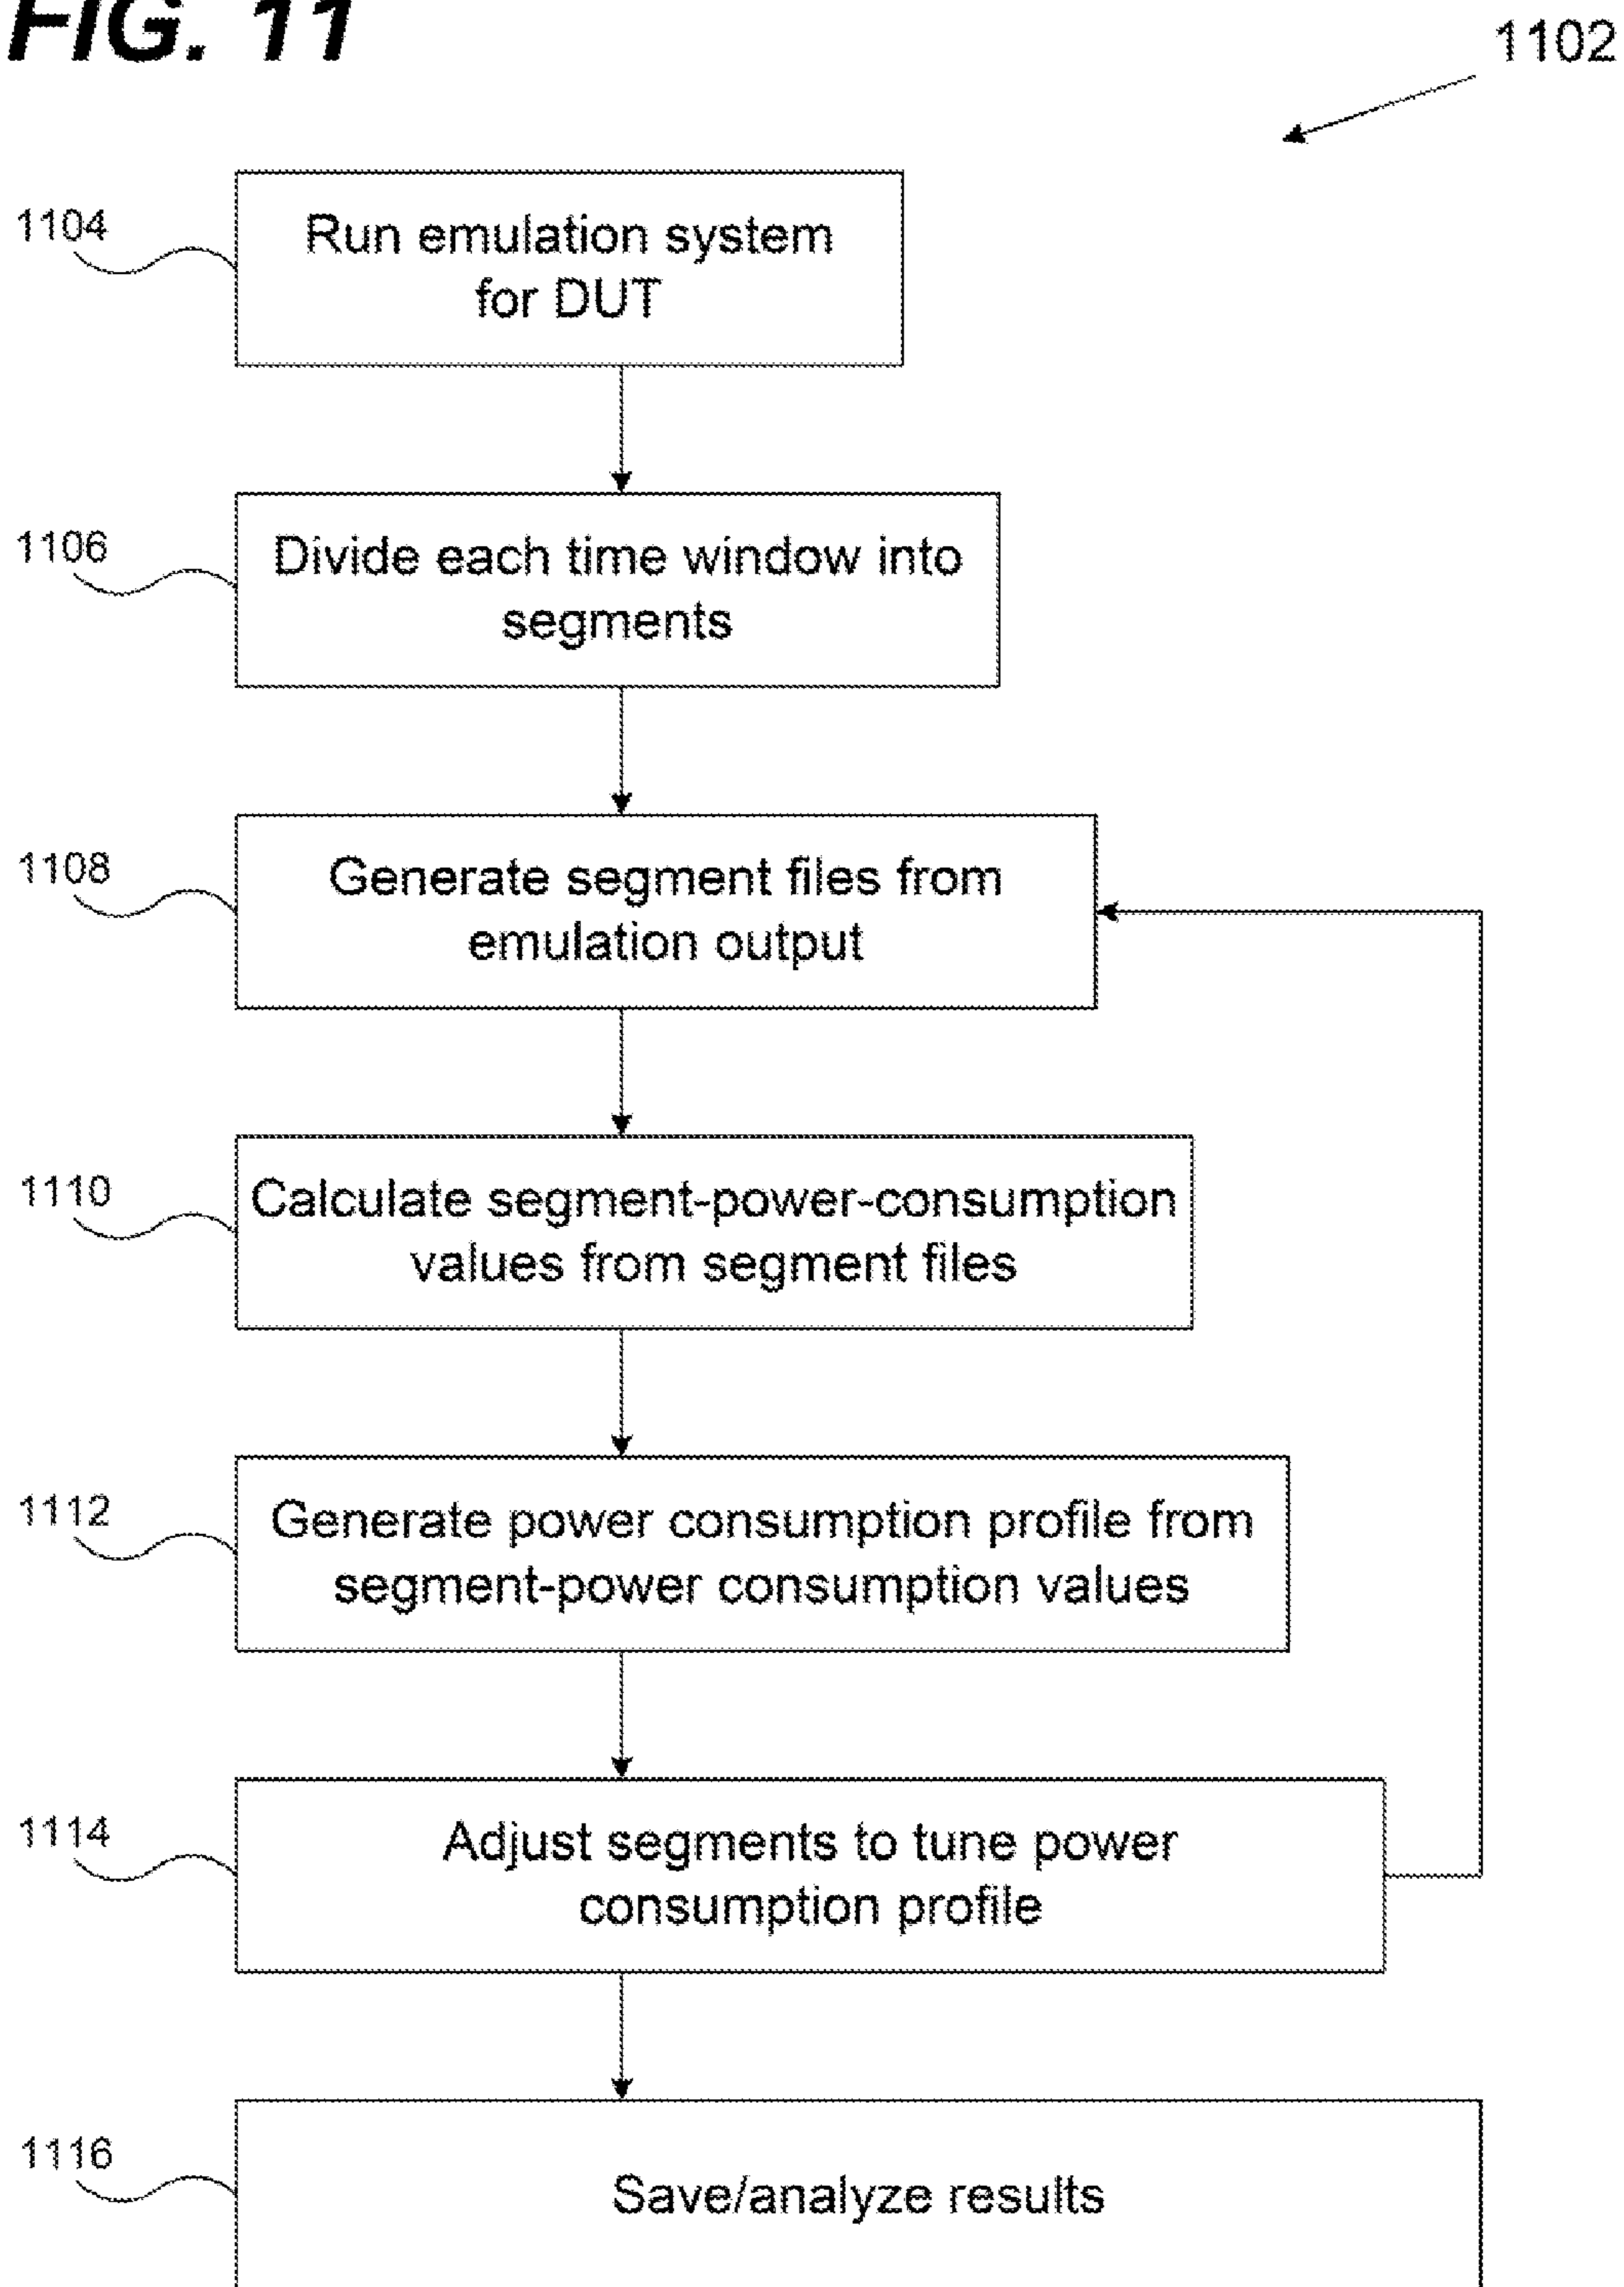 FIG. 11
1102
1104
Run emulation system
for DUT
1106
Divide each time window into
segments
1108
Generate segment files from
emulation output
1110
Calculate segment-power-consumption
values from segment files
1112
Generate power consumption profile from
segment-power consumption values
1114
Adjust segments to tune power
consumption profile
1116
Save/analyze results